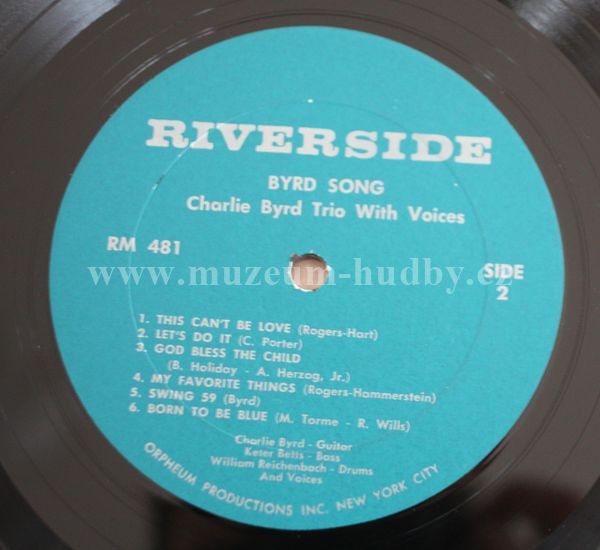 RIVERSIDE
BYRD SONG
Charlie Byrd Trio With Voices
RM 481
SIDE
2
www.muzeum-hudby.cz
1. THIS CAN'T BE LOVE (Rogers-Hart)
2. LET'S DO IT (C. Porter)
3. GOD BLESS THE CHILD
(B. Holiday - A. Herzog, Jr.)
4. MY FAVORITE THINGS (Rogers-Hammerstein)
5. SWING 59 (Byrd)
6. BORN TO BE BLUE (M. Torme - R. Wills)
Charlie Byrd - Guitar
Keter Betts - Bass
William Reichenbach - Drums
And Voices
ORPHEUM PRODUCTIONS INC. NEW YORK CITY